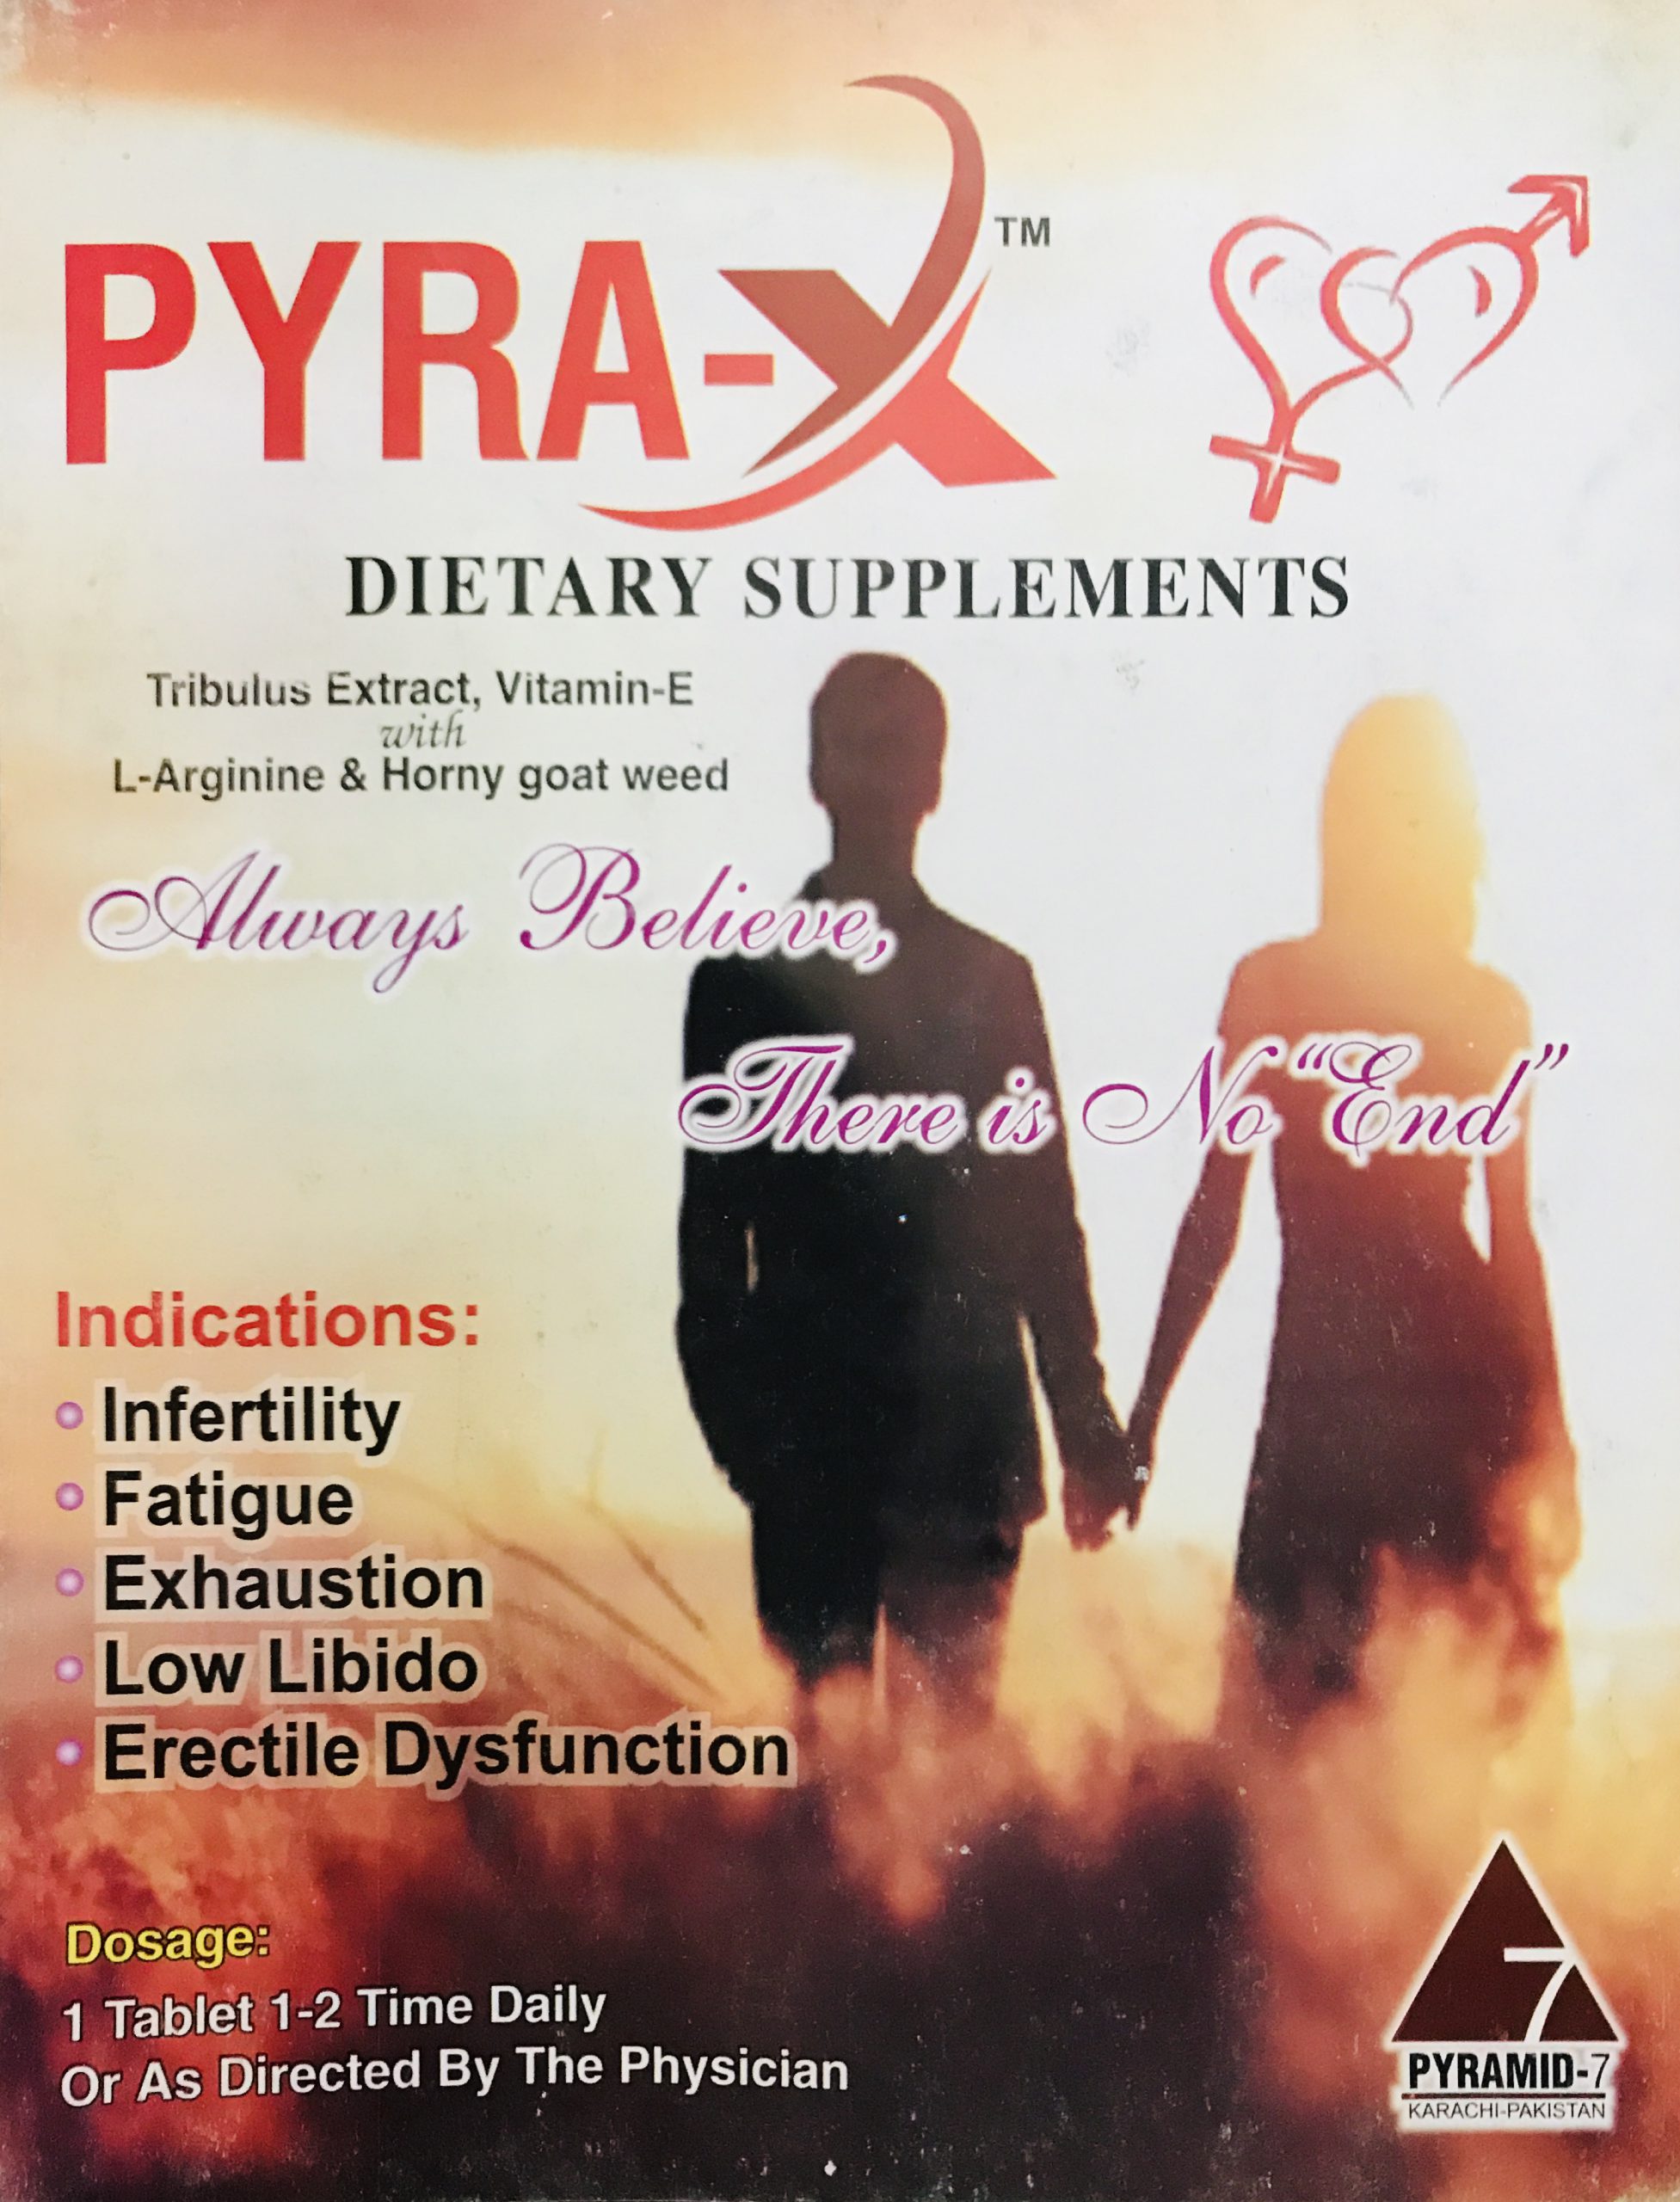 PYRA-X™
DIETARY SUPPLEMENTS
Tribulus Extract, Vitamin-E
with
L-Arginine & Horny goat weed
Always Believe,
There is No "End"
Indications:
• Infertility
• Fatigue
• Exhaustion
• Low Libido
• Erectile Dysfunction
Dosage:
1 Tablet 1-2 Time Daily
Or As Directed By The Physician
7
PYRAMID-7
KARACHI-PAKISTAN